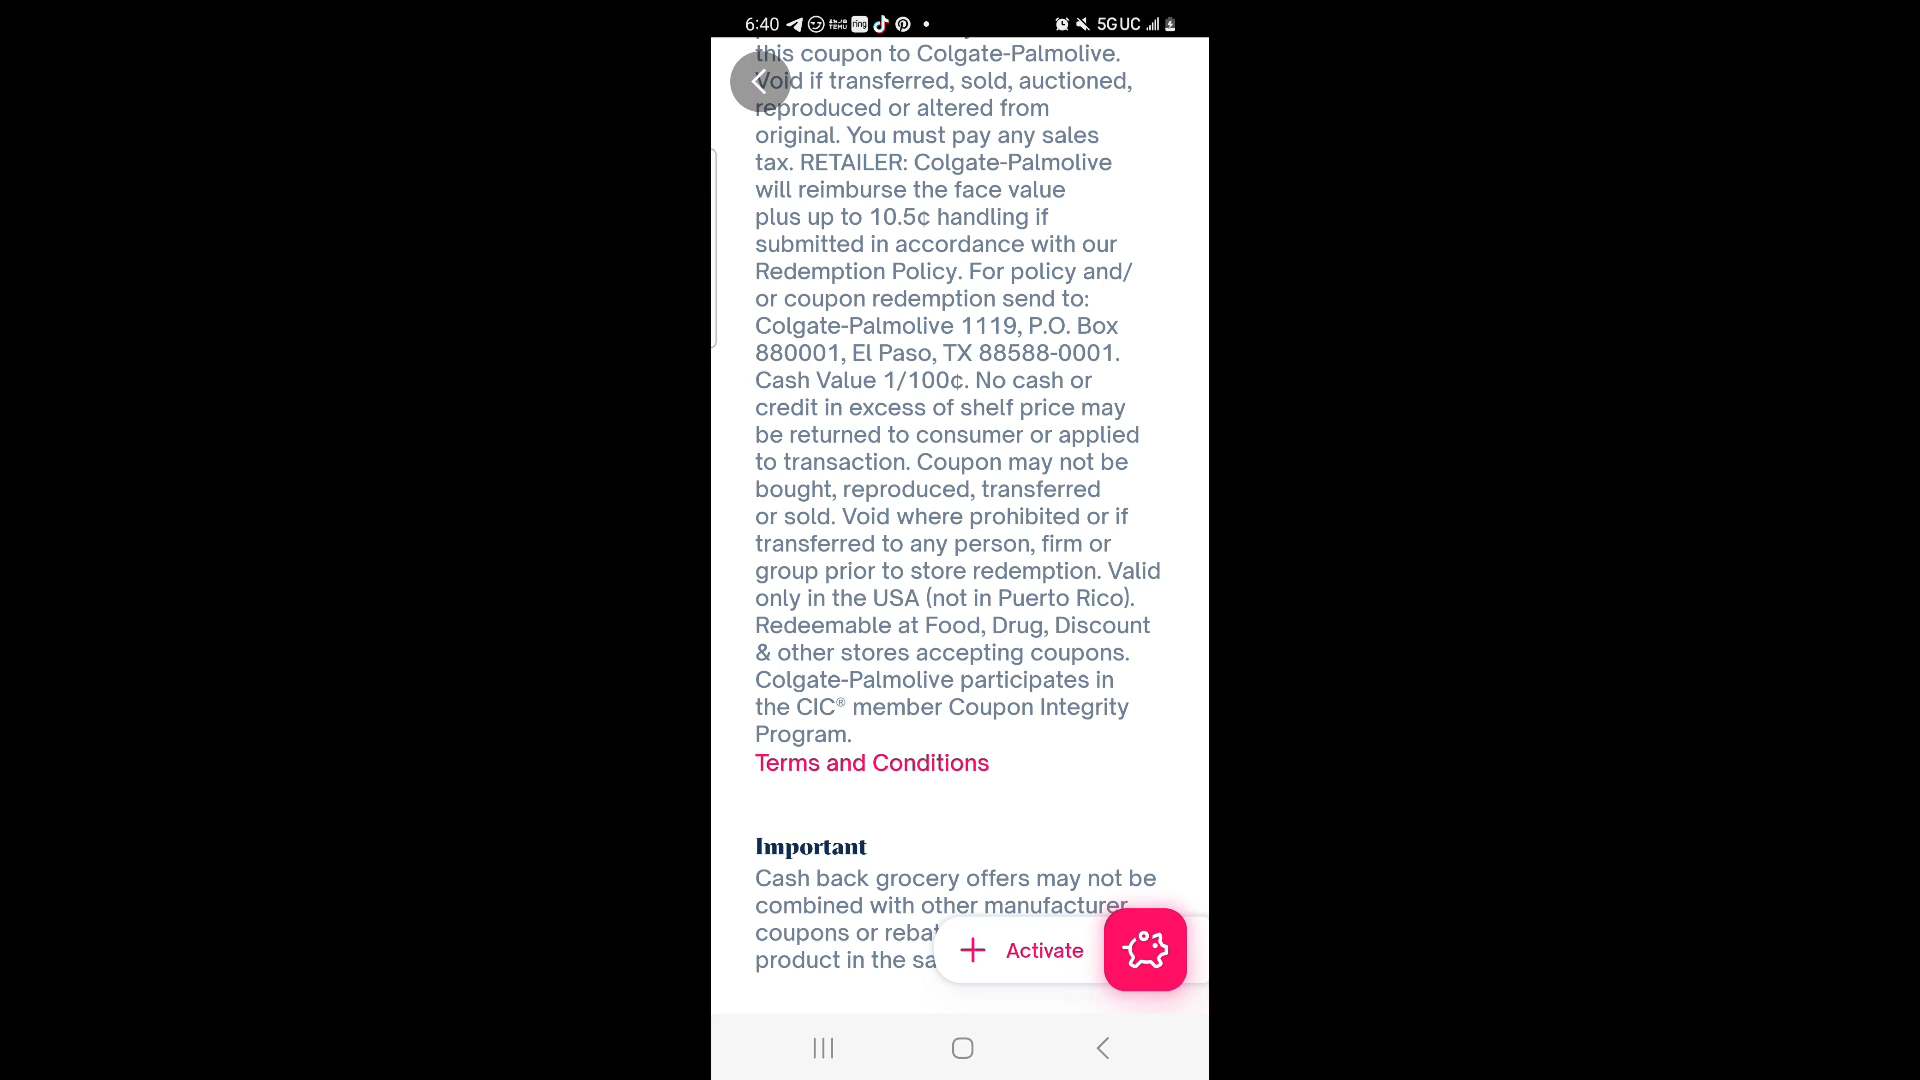 6:40
TEMU
ring
5G UC
this coupon to Colgate-Palmolive.
Void if transferred, sold, auctioned,
reproduced or altered from
original. You must pay any sales
tax. RETAILER: Colgate-Palmolive
will reimburse the face value
plus up to 10.5¢ handling if
submitted in accordance with our
Redemption Policy. For policy and/
or coupon redemption send to:
Colgate-Palmolive 1119, P.O. Box
880001, El Paso, TX 88588-0001.
Cash Value 1/100¢. No cash or
credit in excess of shelf price may
be returned to consumer or applied
to transaction. Coupon may not be
bought, reproduced, transferred
or sold. Void where prohibited or if
transferred to any person, firm or
group prior to store redemption. Valid
only in the USA (not in Puerto Rico).
Redeemable at Food, Drug, Discount
& other stores accepting coupons.
Colgate-Palmolive participates in
the CIC® member Coupon Integrity
Program.
Terms and Conditions
Important
Cash back grocery offers may not be
combined with other manufacturer
coupons or
product in the
Activate